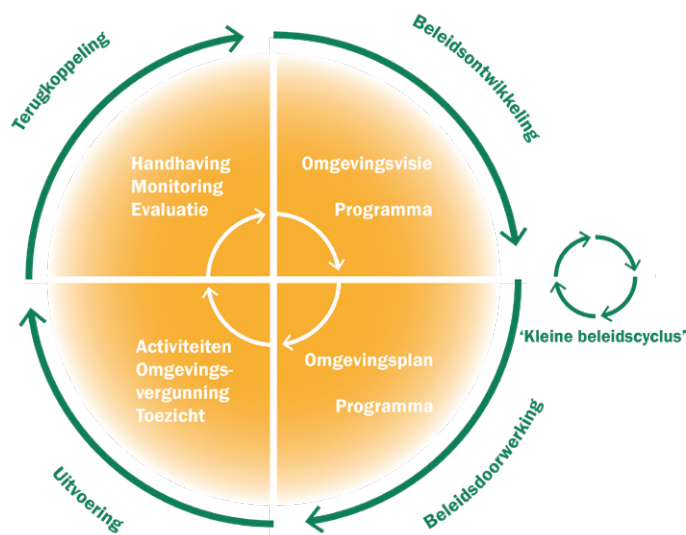 Terugkoppeling
Beleidsontwikkeling
Handhaving
Monitoring
Evaluatie
Omgevingsvisie
Programma
'Kleine beleidscyclus'
Activiteiten
Omgevings-
vergunning
Toezicht
Omgevingsplan
Programma
Uitvoering
Beleidsdoorwerking